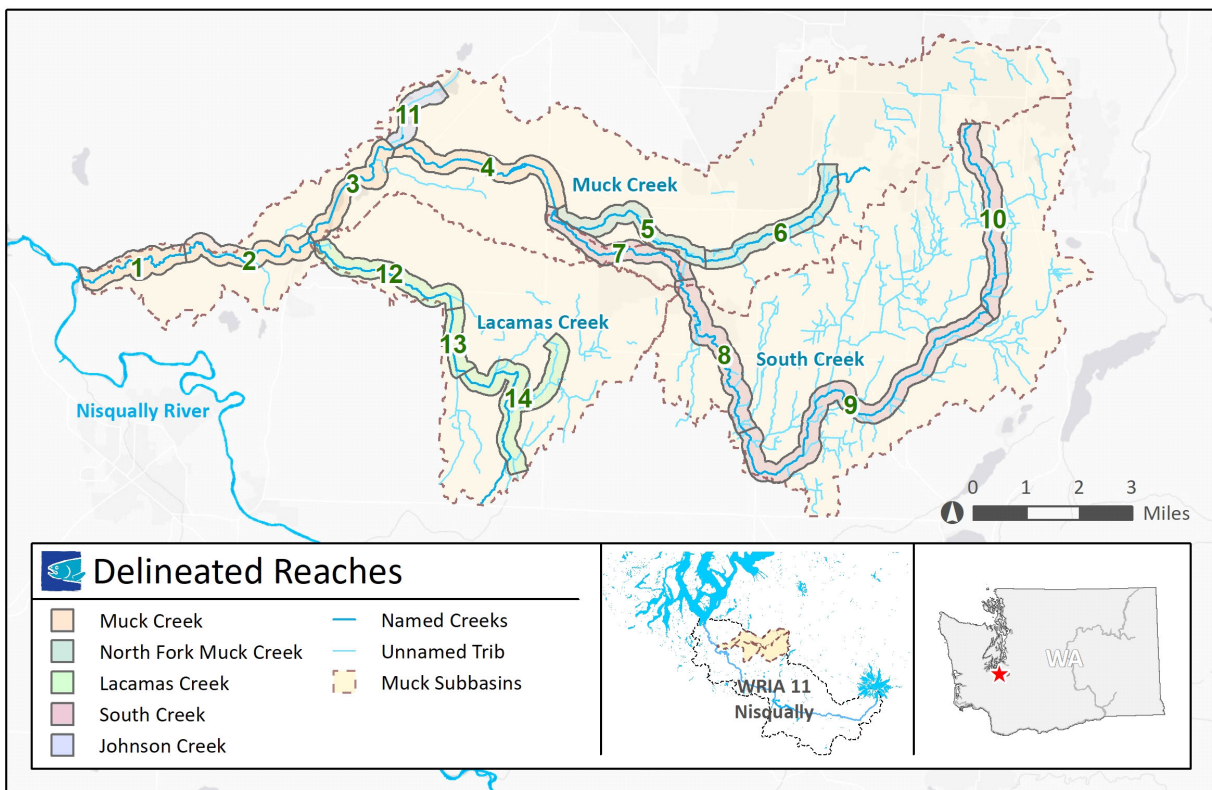 11
10
4
3
Muck Creek
5
6
7
2
1
12
Lacamas Creek
13
8
South Creek
14
9
Nisqually River
0 1 2 3
Miles
Delineated Reaches
Muck Creek
North Fork Muck Creek
Lacamas Creek
South Creek
Johnson Creek
Named Creeks
Unnamed Trib
Muck Subbasins
WRIA 11
Nisqually
WA